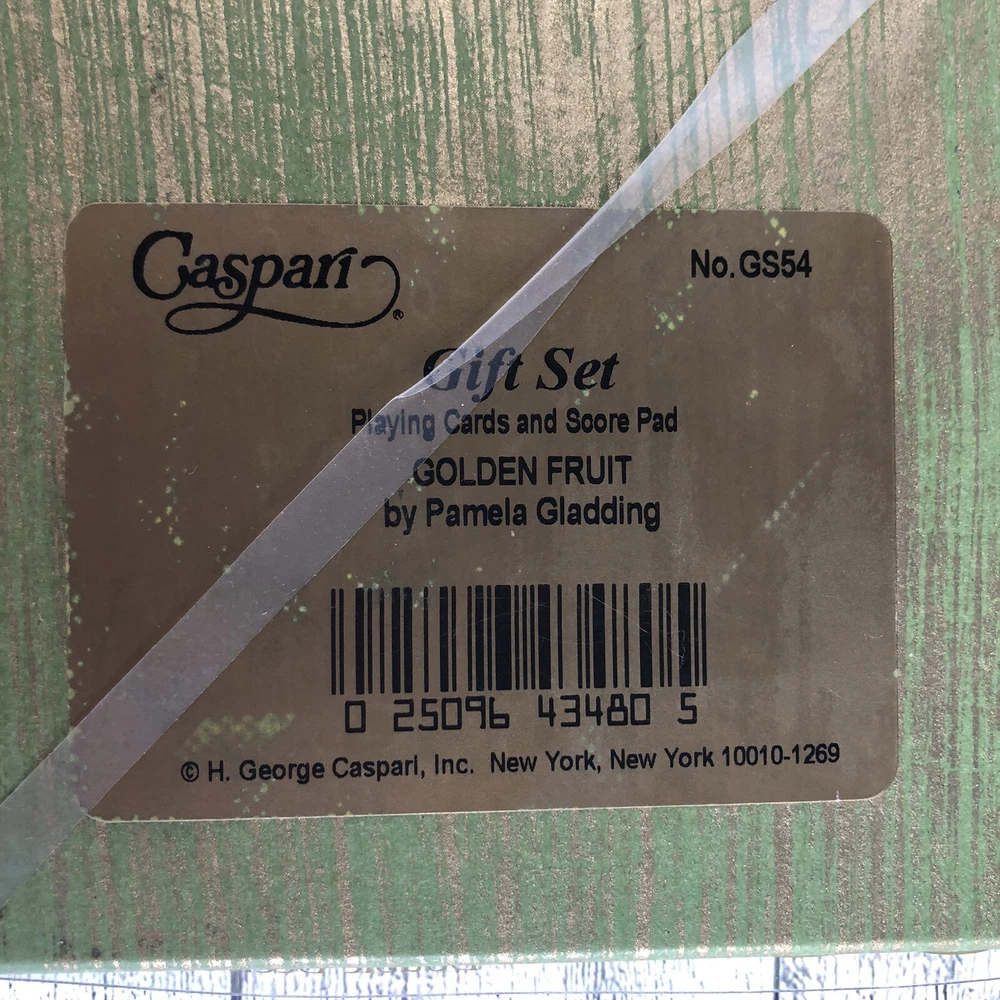 Caspari®
No.GS54
Gift Set
Playing Cards and Score Pad
GOLDEN FRUIT
by Pamela Gladding
0 25096 43480 5
© H. George Caspari, Inc. New York, New York 10010-1269